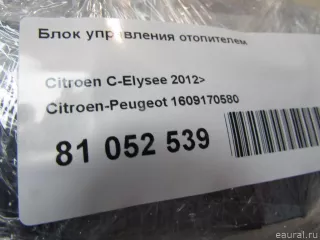 Блок управления отопителем
Citroen C-Elysee 2012>
Citroen-Peugeot 1609170580
81 052 539
© eaural.ru